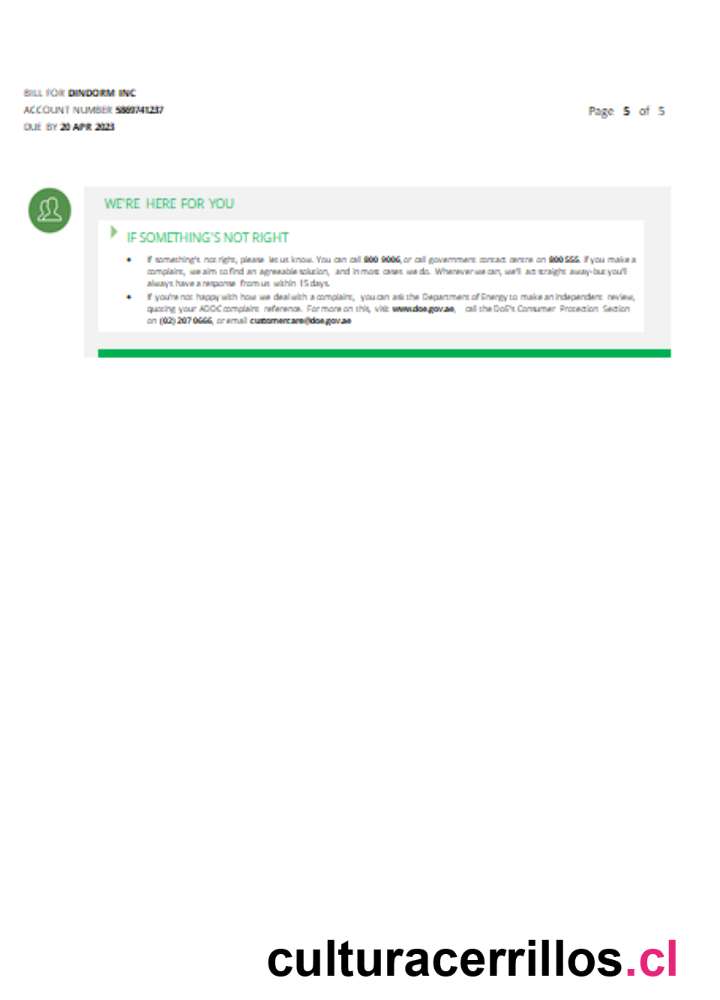 BILL FOR DINDORM INC
ACCOUNT NUMBER 5869741237
DUE BY 20 APR 2023
Page 5 of 5
WE'RE HERE FOR YOU
IF SOMETHING'S NOT RIGHT
• If something's not right, please let us know. You can call 800 9006, or call government contact centre on 800 555. If you make a
complaint, we aim to find an agreeable solution, and in most cases we do. Wherever we can, we'll act straight away-but you'll
always have a response from us within 15 days.
• If you're not happy with how we deal with a complaint, you can ask the Department of Energy to make an independent review,
quoting your ADDC complaint reference. For more on this, visit www.doe.gov.ae, call the DoE's Consumer Protection Section
on (02) 207 0666, or email customercare@doe.gov.ae
culturacerrillos.cl